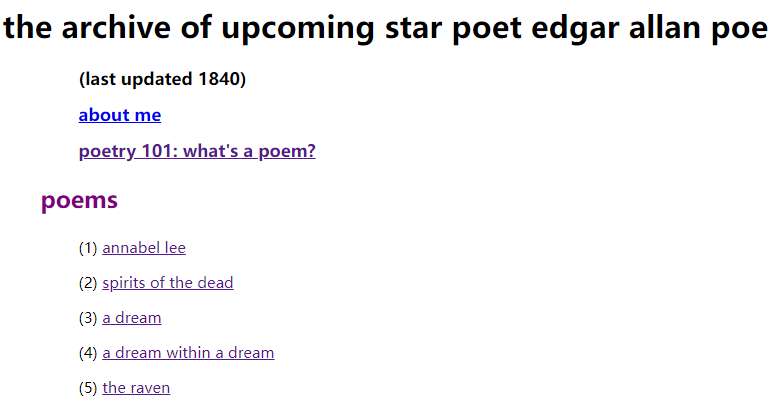 the archive of upcoming star poet edgar allan poe
(last updated 1840)
about me
poetry 101: what's a poem?
poems
(1) annabel lee
(2) spirits of the dead
(3) a dream
(4) a dream within a dream
(5) the raven